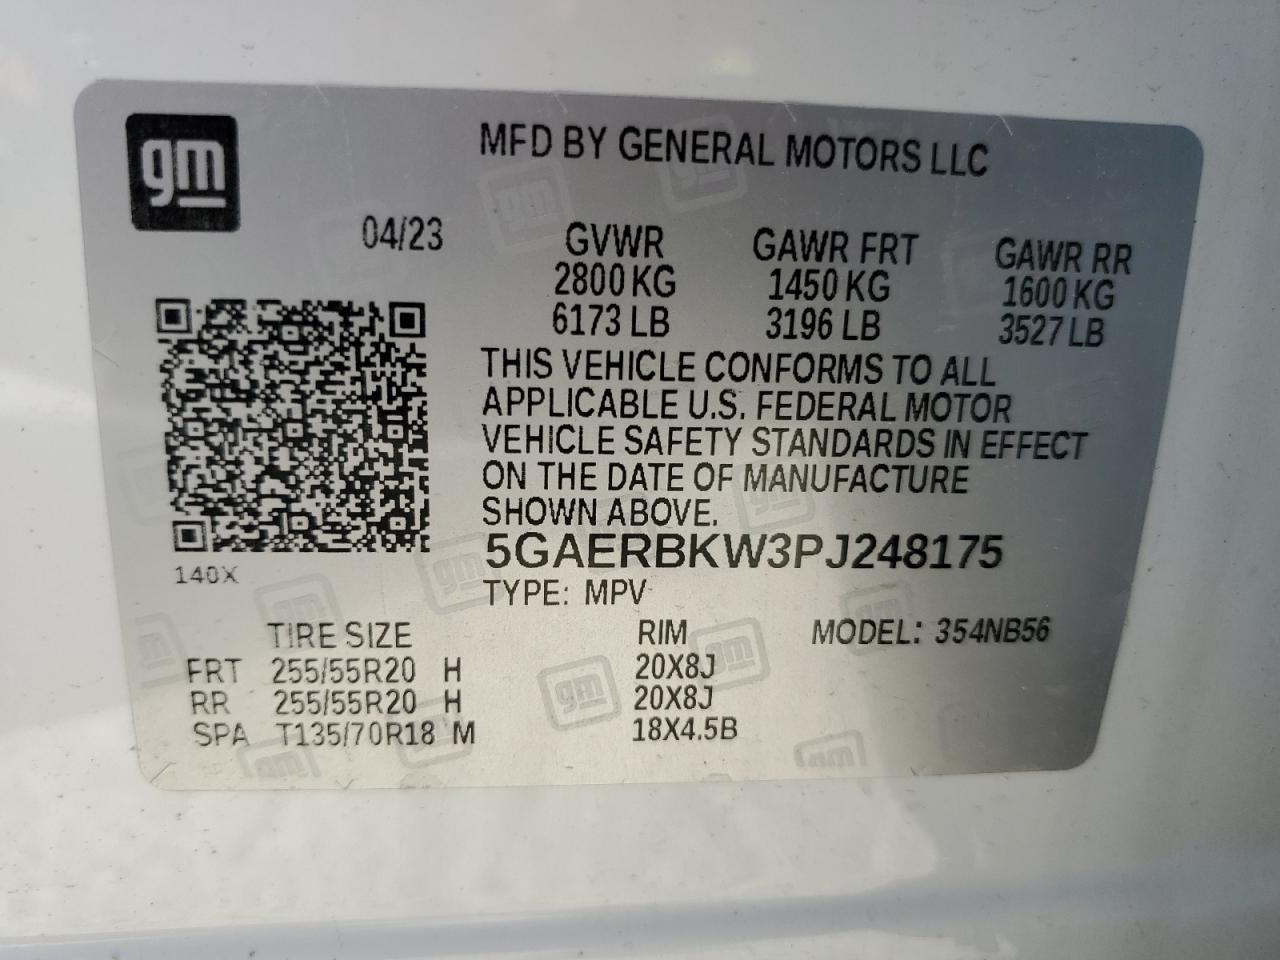 gm
MFD BY GENERAL MOTORS LLC
04/23
GVWR GAWR FRT GAWR RR
2800 KG 1450 KG 1600 KG
6173 LB 3196 LB 3527 LB
THIS VEHICLE CONFORMS TO ALL
APPLICABLE U.S. FEDERAL MOTOR
VEHICLE SAFETY STANDARDS IN EFFECT
ON THE DATE OF MANUFACTURE
SHOWN ABOVE.
5GAERBKW3PJ248175
140X
TYPE: MPV
TIRE SIZE RIM MODEL: 354NB56
FRT 255/55R20 H 20X8J
RR 255/55R20 H 20X8J
SPA T135/70R18 M 18X4.5B